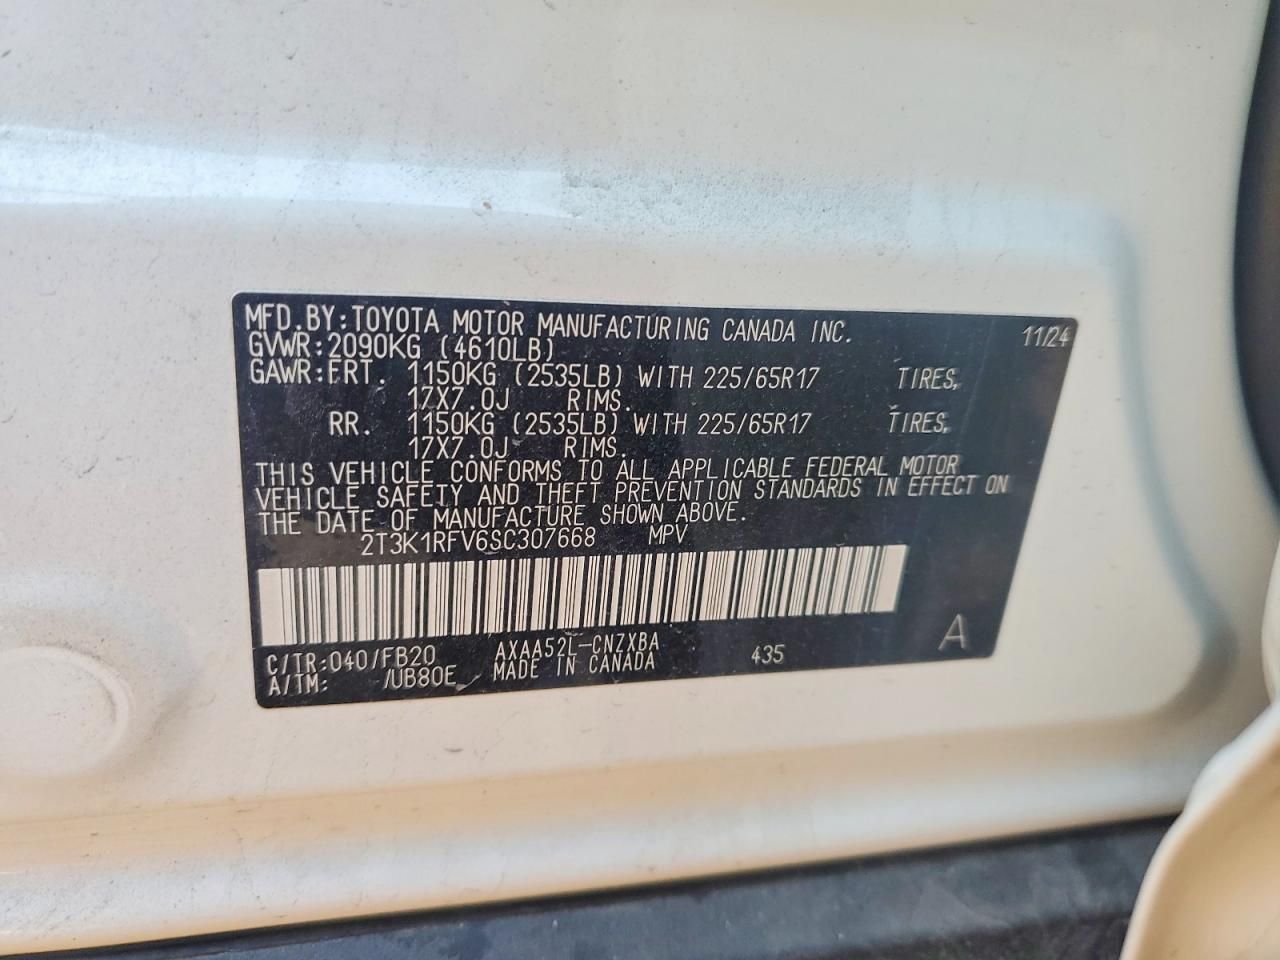 MFD.BY:TOYOTA MOTOR MANUFACTURING CANADA INC. 11/24
GVWR:2090KG (4610LB)
GAWR:FRT. 1150KG (2535LB) WITH 225/65R17 TIRES,
17X7.0J RIMS.
RR. 1150KG (2535LB) WITH 225/65R17 TIRES,
17X7.0J RIMS.
THIS VEHICLE CONFORMS TO ALL APPLICABLE FEDERAL MOTOR
VEHICLE SAFETY AND THEFT PREVENTION STANDARDS IN EFFECT ON
THE DATE OF MANUFACTURE SHOWN ABOVE.
2T3K1RFV6SC307668 MPV
C/TR:040/FB20 AXAA52L-CNZXBA 435 A
A/TM: /UB80E MADE IN CANADA